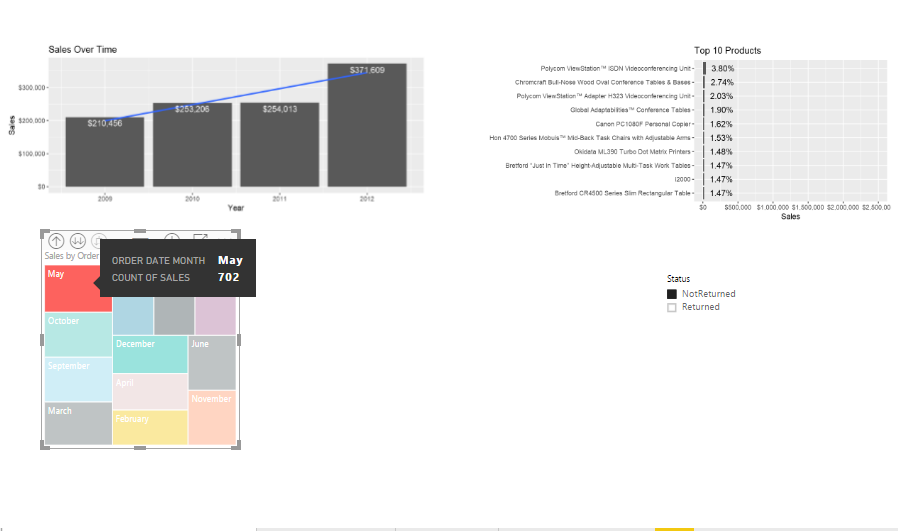 Sales Over Time
$300,000
$200,000
$100,000
$0
Sales
$210,456
$253,206
$254,013
$371,609
2009
2010
2011
2012
Year
Top 10 Products
Polycom ViewStation™ ISDN Videoconferencing Unit
3.80%
Chromcraft Bull-Nose Wood Oval Conference Tables & Bases
2.74%
Polycom ViewStation™ Adapter H323 Videoconferencing Unit
2.03%
Global Adaptabilities™ Conference Tables
1.90%
Canon PC1080F Personal Copier
1.62%
Hon 4700 Series Mobuis™ Mid-Back Task Chairs with Adjustable Arms
1.53%
Okidata ML390 Turbo Dot Matrix Printers
1.48%
Bretford "Just In Time" Height-Adjustable Multi-Task Work Tables
1.47%
i2000
1.47%
Bretford CR4500 Series Slim Rectangular Table
1.47%
$0
$500,000
$1,000,000
$1,500,000
$2,000,000
$2,500,00
Sales
Sales by Order
ORDER DATE MONTH May
COUNT OF SALES 702
May
October
September
March
December
April
February
June
November
Status
NotReturned
Returned